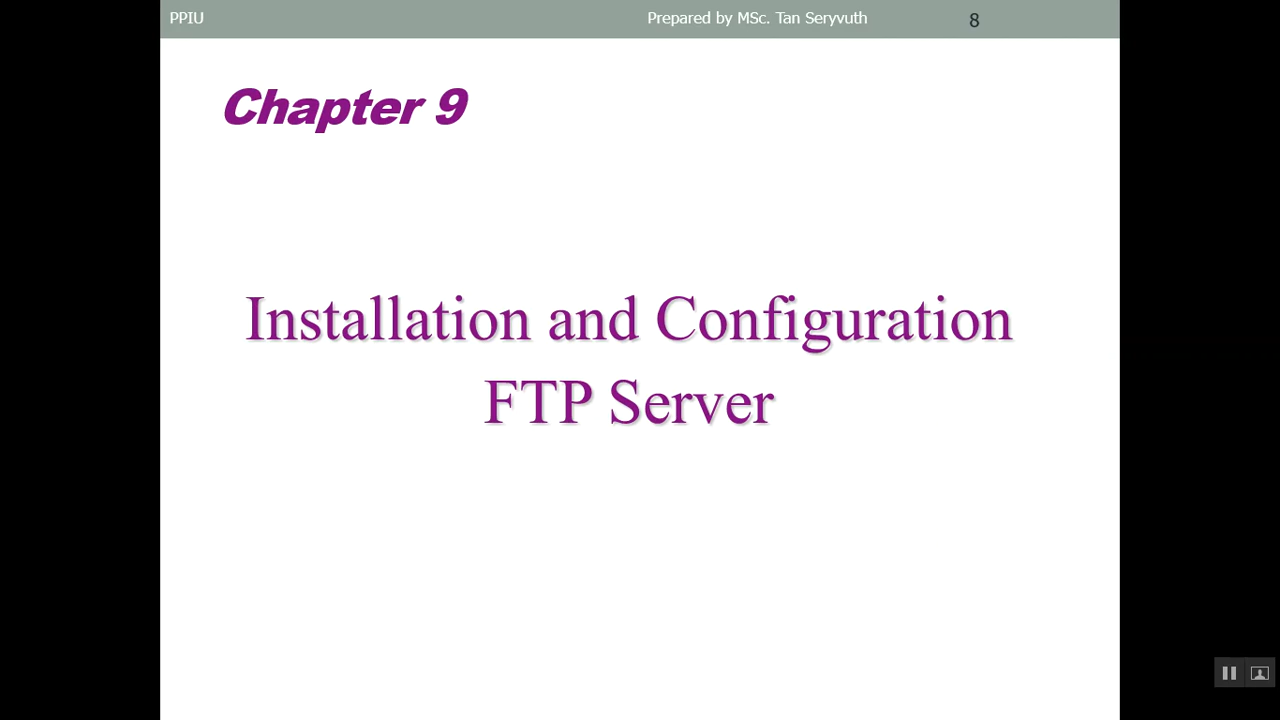 PPIU
Prepared by MSc. Tan Seryvuth
8
Chapter 9
Installation and Configuration
FTP Server